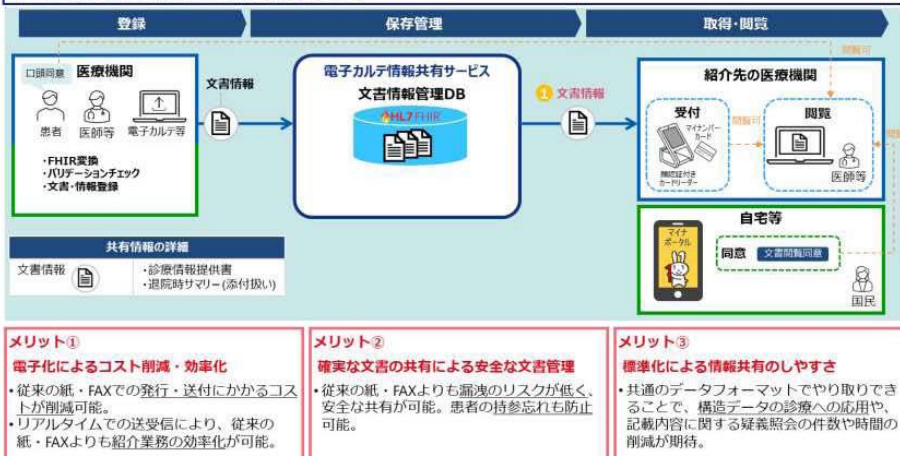 登録
保存管理
取得・閲覧
口頭同意
医療機関
患者
医師等
電子カルテ等
・FHIR変換
・バリデーションチェック
・文書・情報登録
文書情報
電子カルテ情報共有サービス
文書情報管理DB
HL7 FHIR
1 文書情報
閲覧可
紹介先の医療機関
受付
マイナンバー
カード
顔認証付き
カードリーダー
閲覧可
閲覧
医師等
自宅等
マイナ
ポータル
同意
文書閲覧同意
国民
共有情報の詳細
文書情報
・診療情報提供書
・退院時サマリー(添付扱い)
メリット①
電子化によるコスト削減・効率化
・従来の紙・FAXでの発行・送付にかかるコス
トが削減可能。
・リアルタイムでの送受信により、従来の
紙・FAXよりも紹介業務の効率化が可能。
メリット②
確実な文書の共有による安全な文書管理
・従来の紙・FAXよりも漏洩のリスクが低く、
安全な共有が可能。患者の持参忘れも防止
可能。
メリット③
標準化による情報共有のしやすさ
・共通のデータフォーマットでやり取りでき
ることで、構造データの診療への応用や、
記載内容に関する疑義照会の件数や時間の
削減が期待。